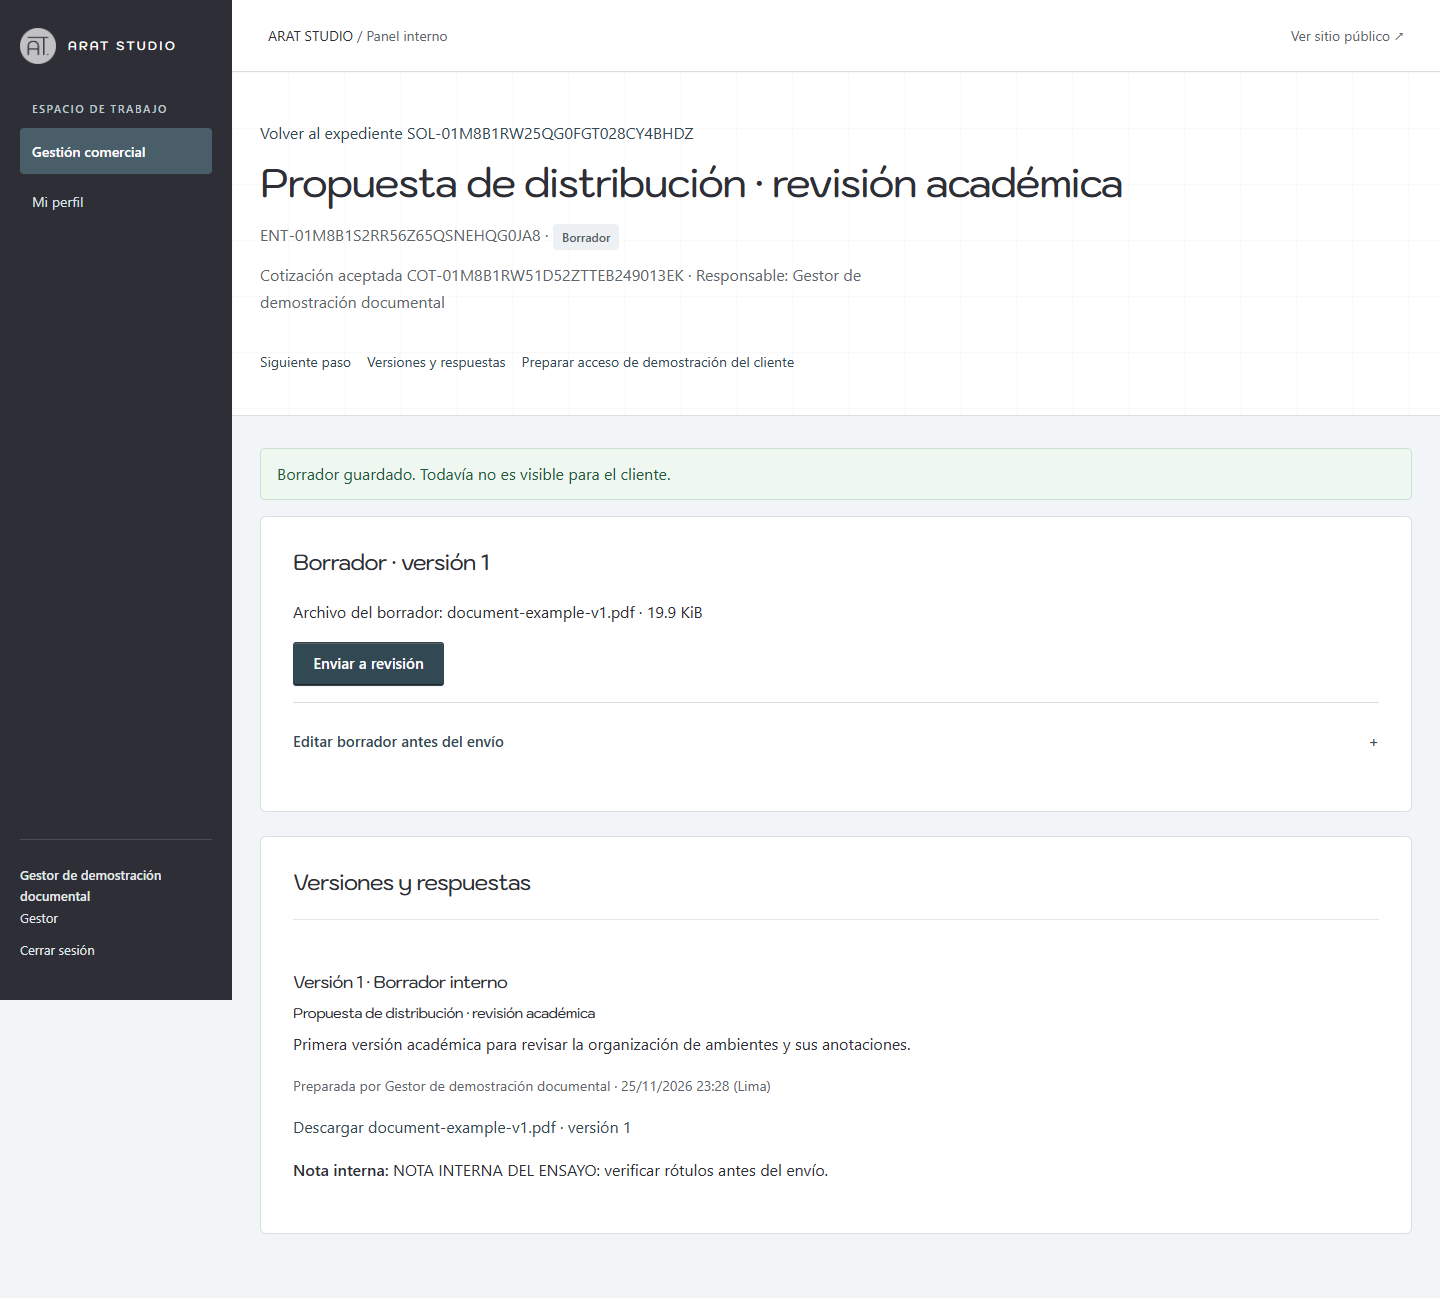 AT.
ARAT STUDIO
ESPACIO DE TRABAJO
Gestión comercial
Mi perfil
Gestor de demostración
documental
Gestor
Cerrar sesión
ARAT STUDIO / Panel interno
Ver sitio público ↗
Volver al expediente SOL-01M8B1RW25QG0FGT028CY4BHDZ
Propuesta de distribución · revisión académica
ENT-01M8B1S2RR56Z65QSNEHQG0JA8 · Borrador
Cotización aceptada COT-01M8B1RW51D52ZTTEB249013EK · Responsable: Gestor de
demostración documental
Siguiente paso Versiones y respuestas Preparar acceso de demostración del cliente
Borrador guardado. Todavía no es visible para el cliente.
Borrador · versión 1
Archivo del borrador: document-example-v1.pdf · 19.9 KiB
Enviar a revisión
Editar borrador antes del envío +
Versiones y respuestas
Versión 1 · Borrador interno
Propuesta de distribución · revisión académica
Primera versión académica para revisar la organización de ambientes y sus anotaciones.
Preparada por Gestor de demostración documental · 25/11/2026 23:28 (Lima)
Descargar document-example-v1.pdf · versión 1
Nota interna: NOTA INTERNA DEL ENSAYO: verificar rótulos antes del envío.